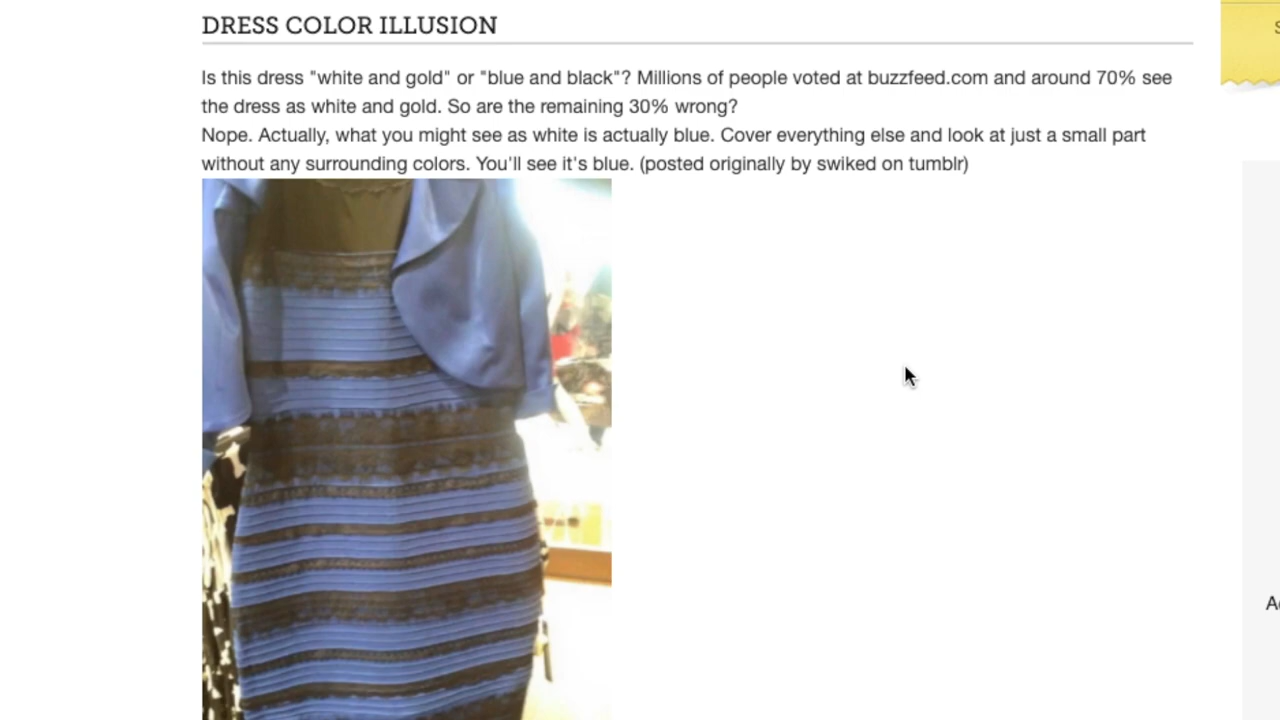 DRESS COLOR ILLUSION
Is this dress "white and gold" or "blue and black"? Millions of people voted at buzzfeed.com and around 70% see
the dress as white and gold. So are the remaining 30% wrong?
Nope. Actually, what you might see as white is actually blue. Cover everything else and look at just a small part
without any surrounding colors. You'll see it's blue. (posted originally by swiked on tumblr)